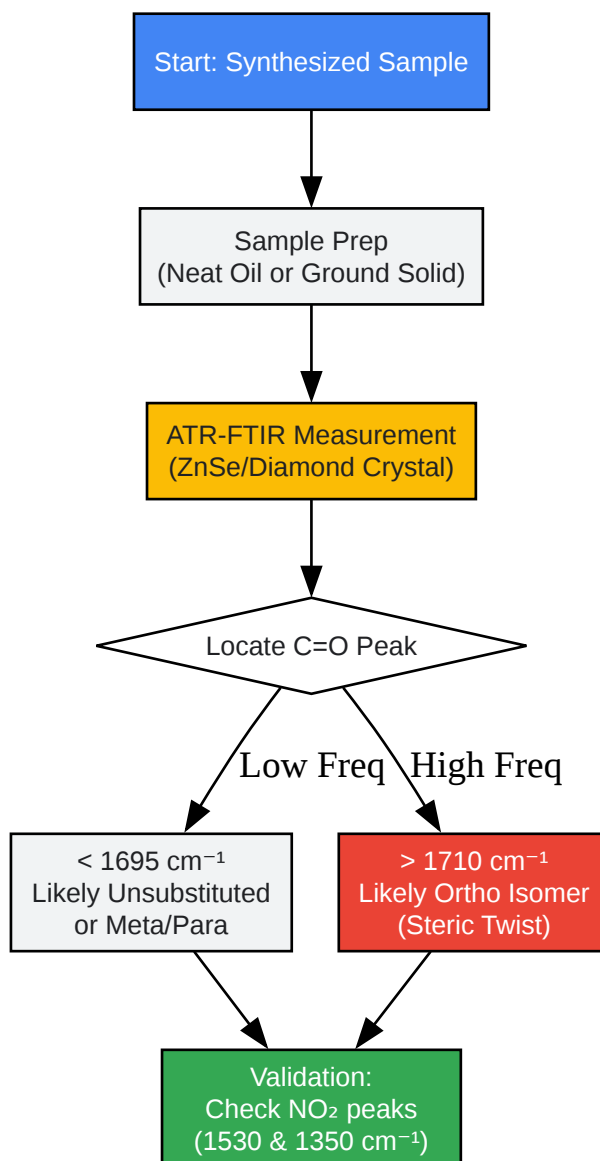 Start: Synthesized Sample
Sample Prep
(Neat Oil or Ground Solid)
ATR-FTIR Measurement
(ZnSe/Diamond Crystal)
Locate C=O Peak
Low Freq
High Freq
< 1695 cm⁻¹
Likely Unsubstituted
or Meta/Para
> 1710 cm⁻¹
Likely Ortho Isomer
(Steric Twist)
Validation:
Check NO₂ peaks
(1530 & 1350 cm⁻¹)